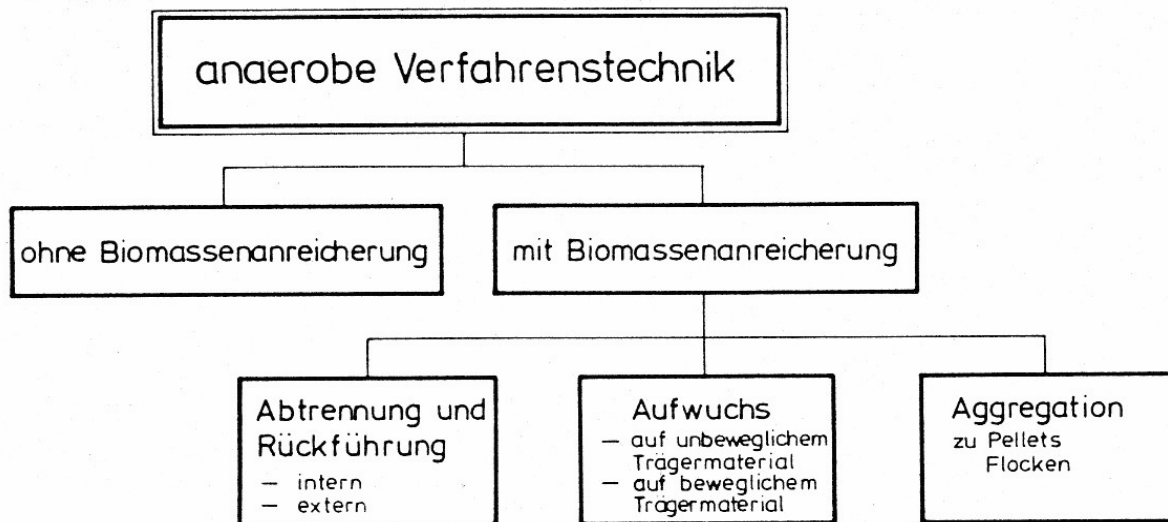 anaerobe Verfahrenstechnik
ohne Biomassenanreicherung
mit Biomassenanreicherung
Abtrennung und
Rückführung
— intern
— extern
Aufwuchs
— auf unbeweglichem
Trägermaterial
— auf beweglichem
Trägermaterial
Aggregation
zu Pellets
Flocken